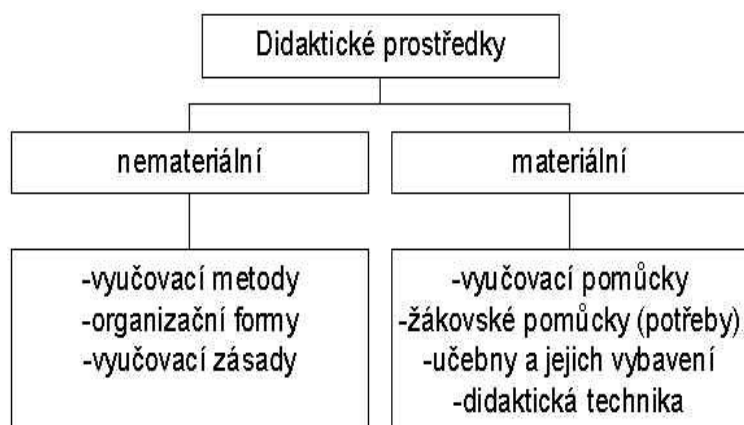 Didaktické prostředky
nemateriální
materiální
-vyučovací metody
-organizační formy
-vyučovací zásady
-vyučovací pomůcky
-žákovské pomůcky (potřeby)
-učebny a jejich vybavení
-didaktická technika